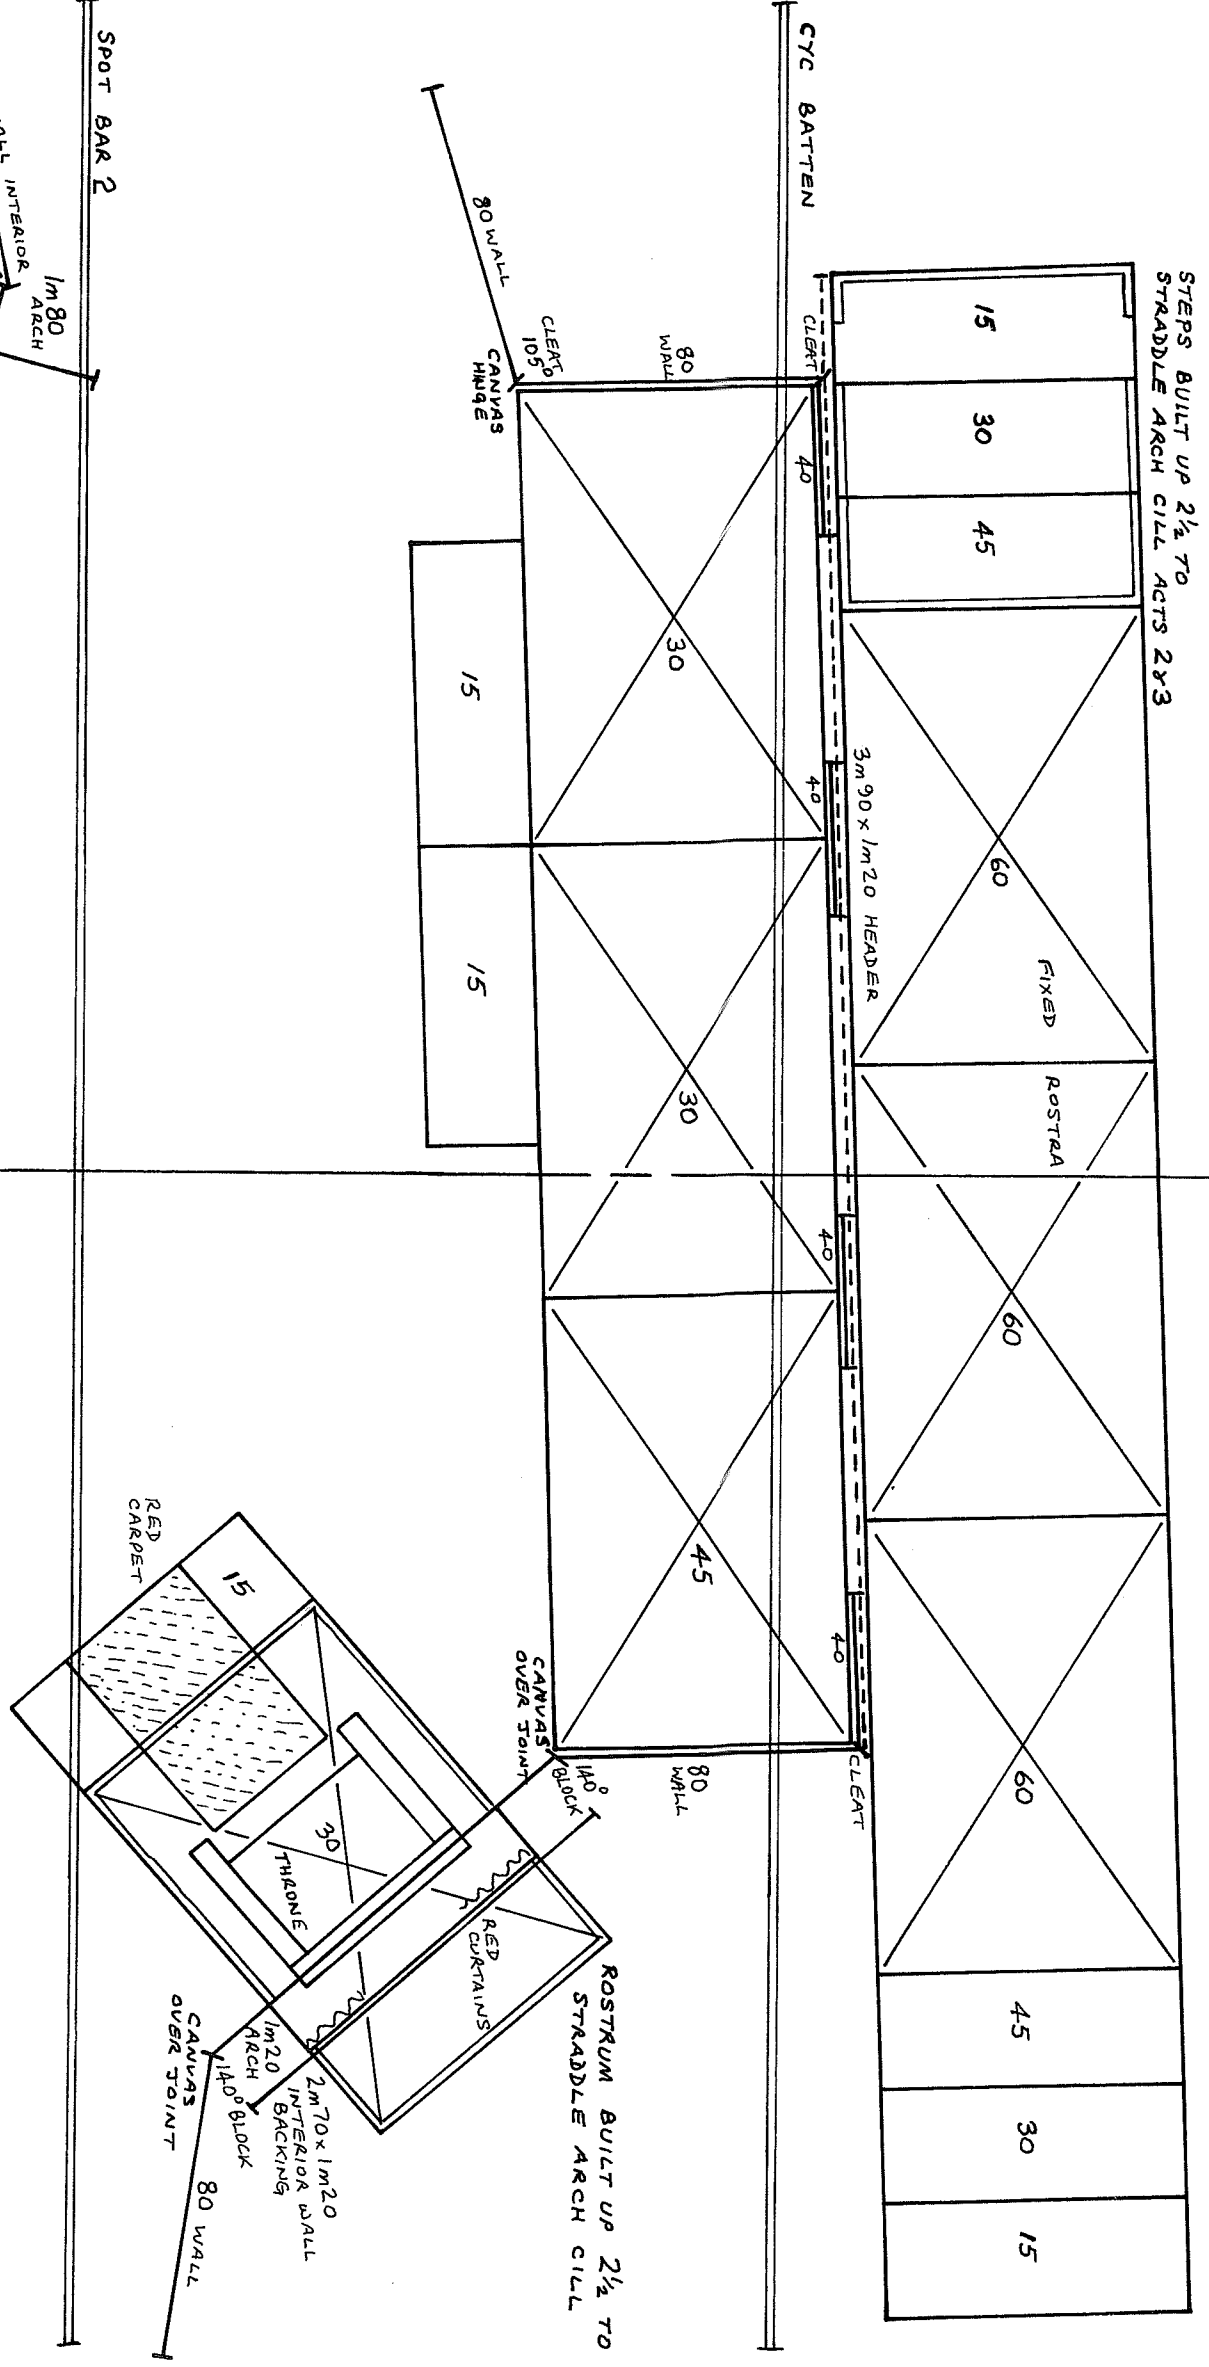 STEPS BUILT UP 2½ TO
STRADDLE ARCH CILL ACTS 2&3
15
30
45
60
60
60
45
30
15
FIXED ROSTRA
3m90 x 1m20 HEADER
CYC BATTEN
CLEAT
80
WALL
40
40
40
40
CLEAT
80
WALL
30
30
45
80 WALL
CLEAT
105°
CANVAS
HINGE
15
15
CANVAS
OVER JOINT
140°
BLOCK
ROSTRUM BUILT UP 2½ TO
STRADDLE ARCH CILL
RED
CURTAINS
30
THRONE
15
RED
CARPET
1m20
ARCH
2m70 x 1m20
INTERIOR WALL
BACKING
140° BLOCK
CANVAS
OVER JOINT
80 WALL
SPOT BAR 2
1m80
ARCH
INTERIOR